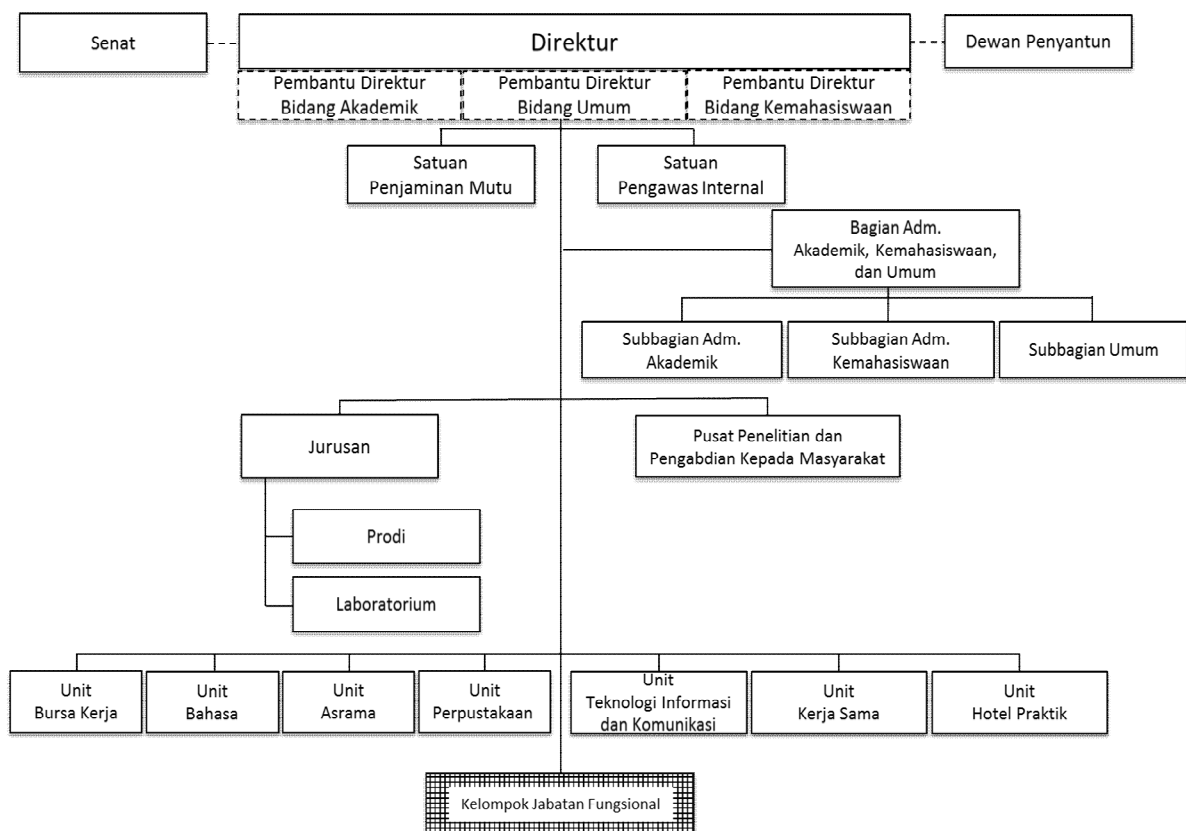 Senat
Direktur
Dewan Penyantun
Pembantu Direktur
Bidang Akademik
Pembantu Direktur
Bidang Umum
Pembantu Direktur
Bidang Kemahasiswaan
Satuan
Penjaminan Mutu
Satuan
Pengawas Internal
Bagian Adm.
Akademik, Kemahasiswaan,
dan Umum
Subbagian Adm.
Akademik
Subbagian Adm.
Kemahasiswaan
Subbagian Umum
Jurusan
Pusat Penelitian dan
Pengabdian Kepada Masyarakat
Prodi
Laboratorium
Unit
Bursa Kerja
Unit
Bahasa
Unit
Asrama
Unit
Perpustakaan
Unit
Teknologi Informasi
dan Komunikasi
Unit
Kerja Sama
Unit
Hotel Praktik
Kelompok Jabatan Fungsional